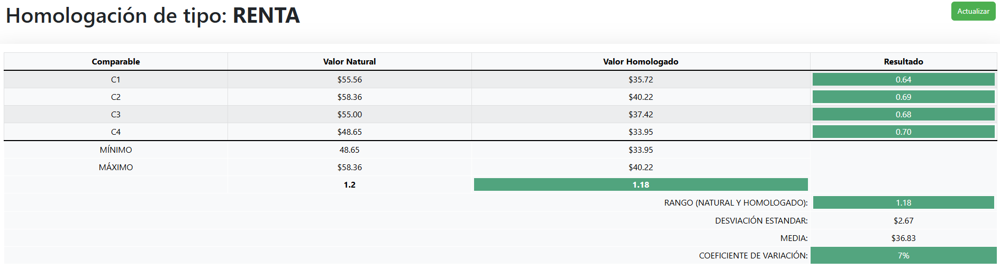 Homologación de tipo: RENTA
Actualizar
Comparable Valor Natural Valor Homologado Resultado
C1 $55.56 $35.72 0.64
C2 $58.36 $40.22 0.69
C3 $55.00 $37.42 0.68
C4 $48.65 $33.95 0.70
MÍNIMO 48.65 $33.95
MÁXIMO $58.36 $40.22
1.2 1.18
RANGO (NATURAL Y HOMOLOGADO): 1.18
DESVIACIÓN ESTANDAR: $2.67
MEDIA: $36.83
COEFICIENTE DE VARIACIÓN: 7%